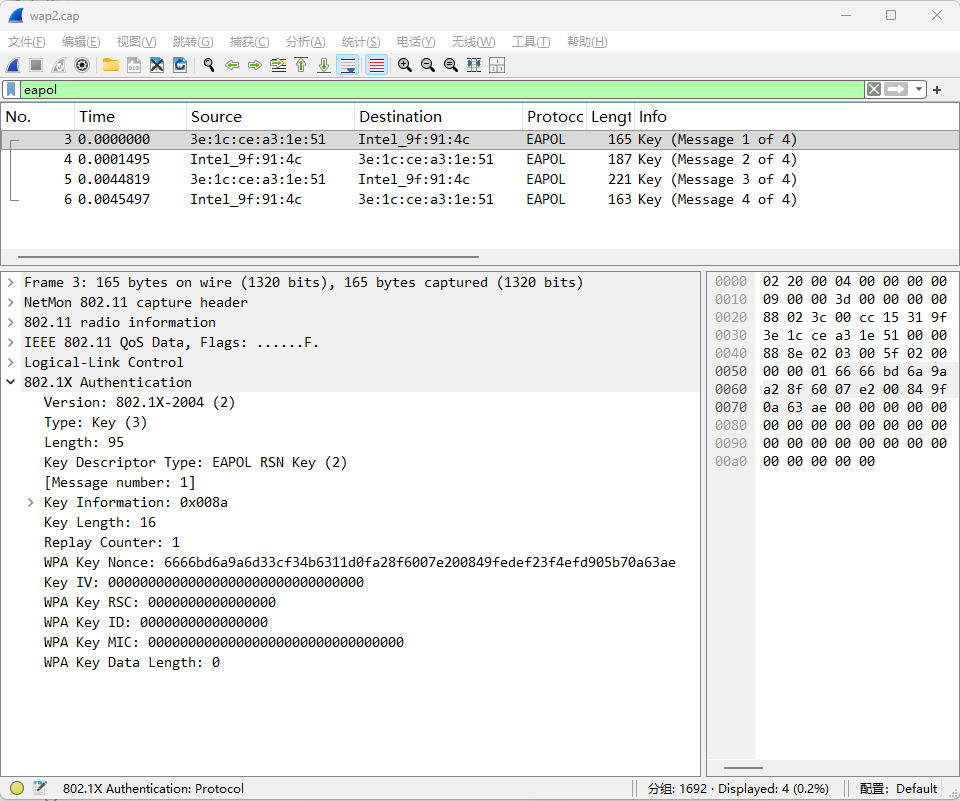 wap2.cap
文件(F) 编辑(E) 视图(V) 跳转(G) 捕获(C) 分析(A) 统计(S) 电话(Y) 无线(W) 工具(T) 帮助(H)
eapol
No. Time Source Destination Protocc Lengt Info
3 0.0000000 3e:1c:ce:a3:1e:51 Intel_9f:91:4c EAPOL 165 Key (Message 1 of 4)
4 0.0001495 Intel_9f:91:4c 3e:1c:ce:a3:1e:51 EAPOL 187 Key (Message 2 of 4)
5 0.0044819 3e:1c:ce:a3:1e:51 Intel_9f:91:4c EAPOL 221 Key (Message 3 of 4)
6 0.0045497 Intel_9f:91:4c 3e:1c:ce:a3:1e:51 EAPOL 163 Key (Message 4 of 4)
Frame 3: 165 bytes on wire (1320 bits), 165 bytes captured (1320 bits)
NetMon 802.11 capture header
802.11 radio information
IEEE 802.11 QoS Data, Flags: ......F.
Logical-Link Control
802.1X Authentication
Version: 802.1X-2004 (2)
Type: Key (3)
Length: 95
Key Descriptor Type: EAPOL RSN Key (2)
[Message number: 1]
Key Information: 0x008a
Key Length: 16
Replay Counter: 1
WPA Key Nonce: 6666bd6a9a6d33cf34b6311d0fa28f6007e200849fedef23f4efd905b70a63ae
Key IV: 00000000000000000000000000000000
WPA Key RSC: 0000000000000000
WPA Key ID: 0000000000000000
WPA Key MIC: 00000000000000000000000000000000
WPA Key Data Length: 0
0000 02 20 00 04 00 00 00 00
0010 09 00 00 3d 00 00 00 00
0020 88 02 3c 00 cc 15 31 9f
0030 3e 1c ce a3 1e 51 00 00
0040 88 8e 02 03 00 5f 02 00
0050 00 00 01 66 66 bd 6a 9a
0060 a2 8f 60 07 e2 00 84 9f
0070 0a 63 ae 00 00 00 00 00
0080 00 00 00 00 00 00 00 00
0090 00 00 00 00 00 00 00 00
00a0 00 00 00 00 00
802.1X Authentication: Protocol
分组: 1692 · Displayed: 4 (0.2%)
配置: Default